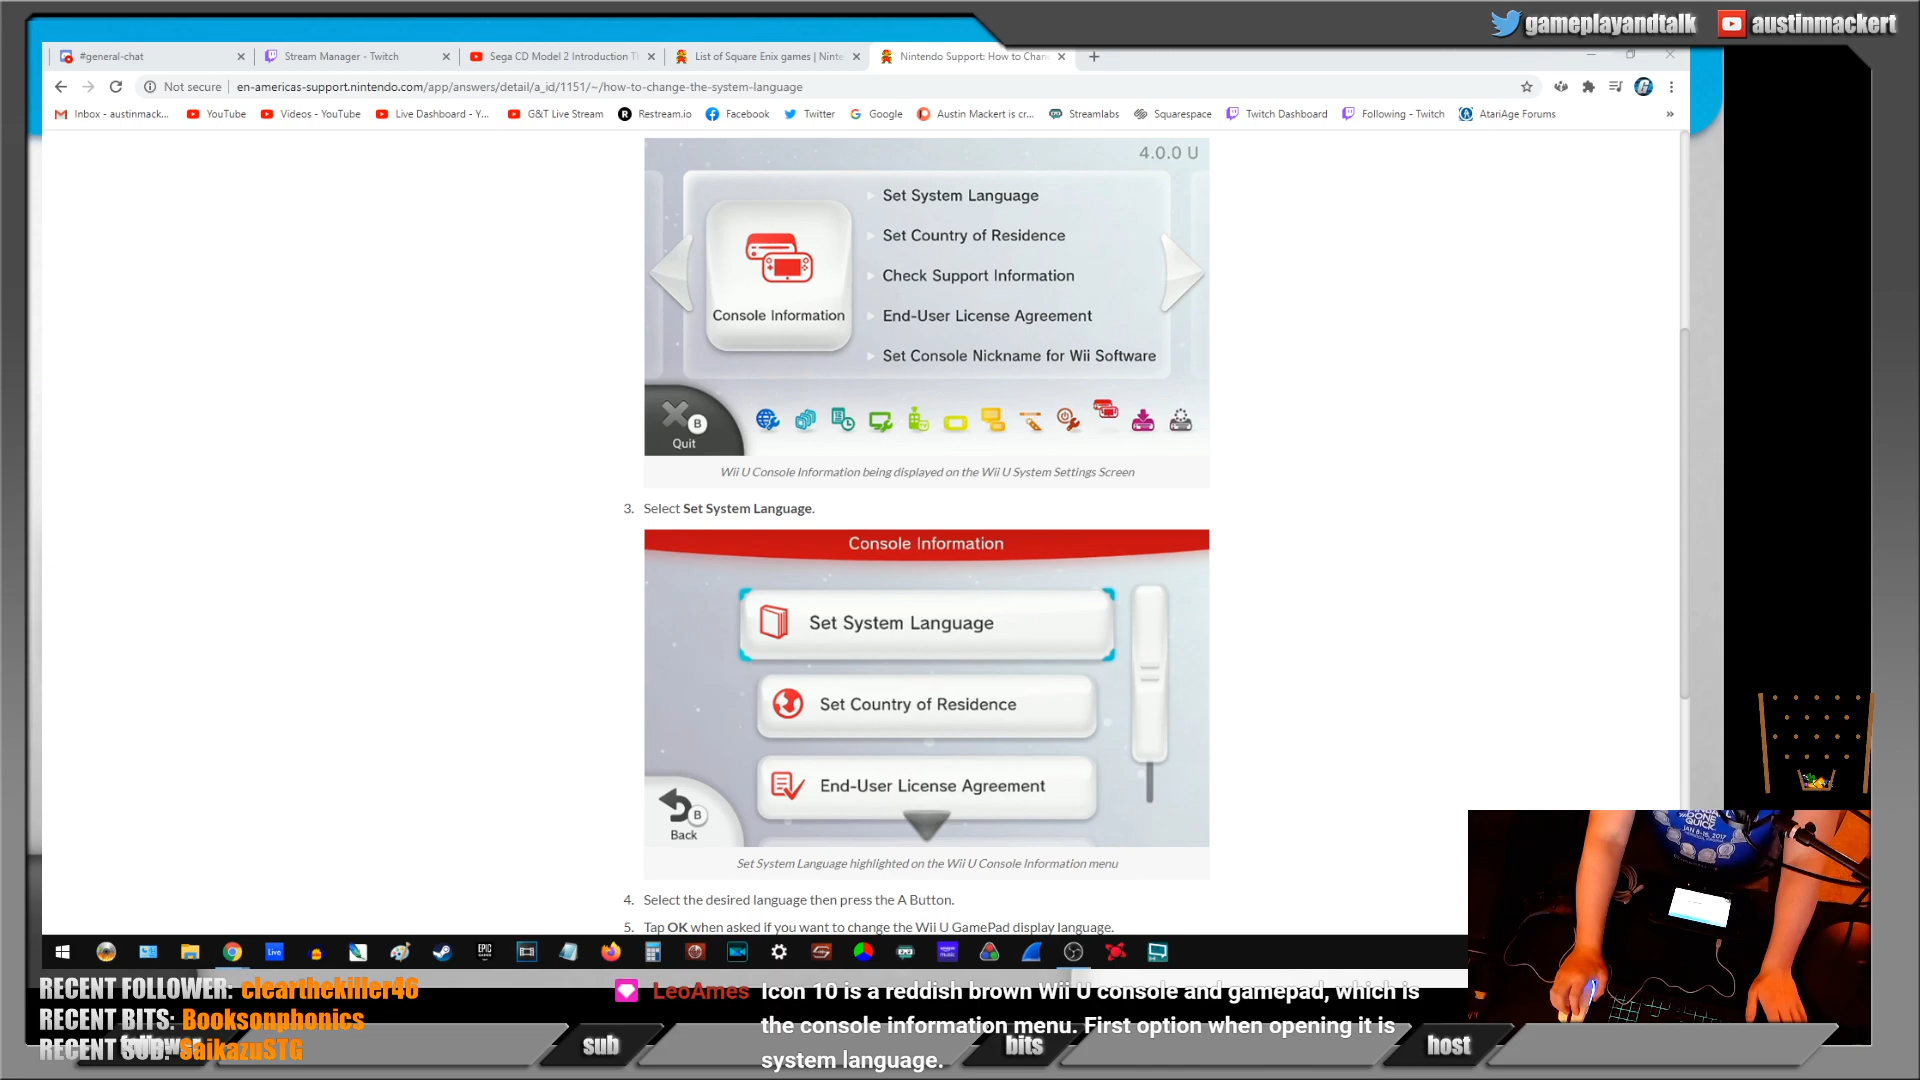 gameplayandtalk austinmackert
#general-chat Stream Manager - Twitch Sega CD Model 2 Introduction T List of Square Enix games | Ninte Nintendo Support: How to Chan
Not secure en-americas-support.nintendo.com/app/answers/detail/a_id/1151/~/how-to-change-the-system-language
Inbox - austinmack... YouTube Videos - YouTube Live Dashboard - Y... G&T Live Stream Restream.io Facebook Twitter Google Austin Mackert is cr... Streamlabs Squarespace Twitch Dashboard Following - Twitch AtariAge Forums »
4.0.0 U
Set System Language
Set Country of Residence
Check Support Information
Console Information
End-User License Agreement
Set Console Nickname for Wii Software
B
Quit
Wii U Console Information being displayed on the Wii U System Settings Screen
3. Select Set System Language.
Console Information
Set System Language
Set Country of Residence
End-User License Agreement
B
Back
Set System Language highlighted on the Wii U Console Information menu
4. Select the desired language then press the A Button.
5. Tap OK when asked if you want to change the Wii U GamePad display language.
DONE
QUICK
JAN 8-15, 2017
Live EPIC
RECENT FOLLOWER: clearthekiller46
RECENT BITS: Booksonphonics
RECENT SUB: SaikazuSTG
LeoAmes Icon 10 is a reddish brown Wii U console and gamepad, which is
the console information menu. First option when opening it is
system language.
sub bits host